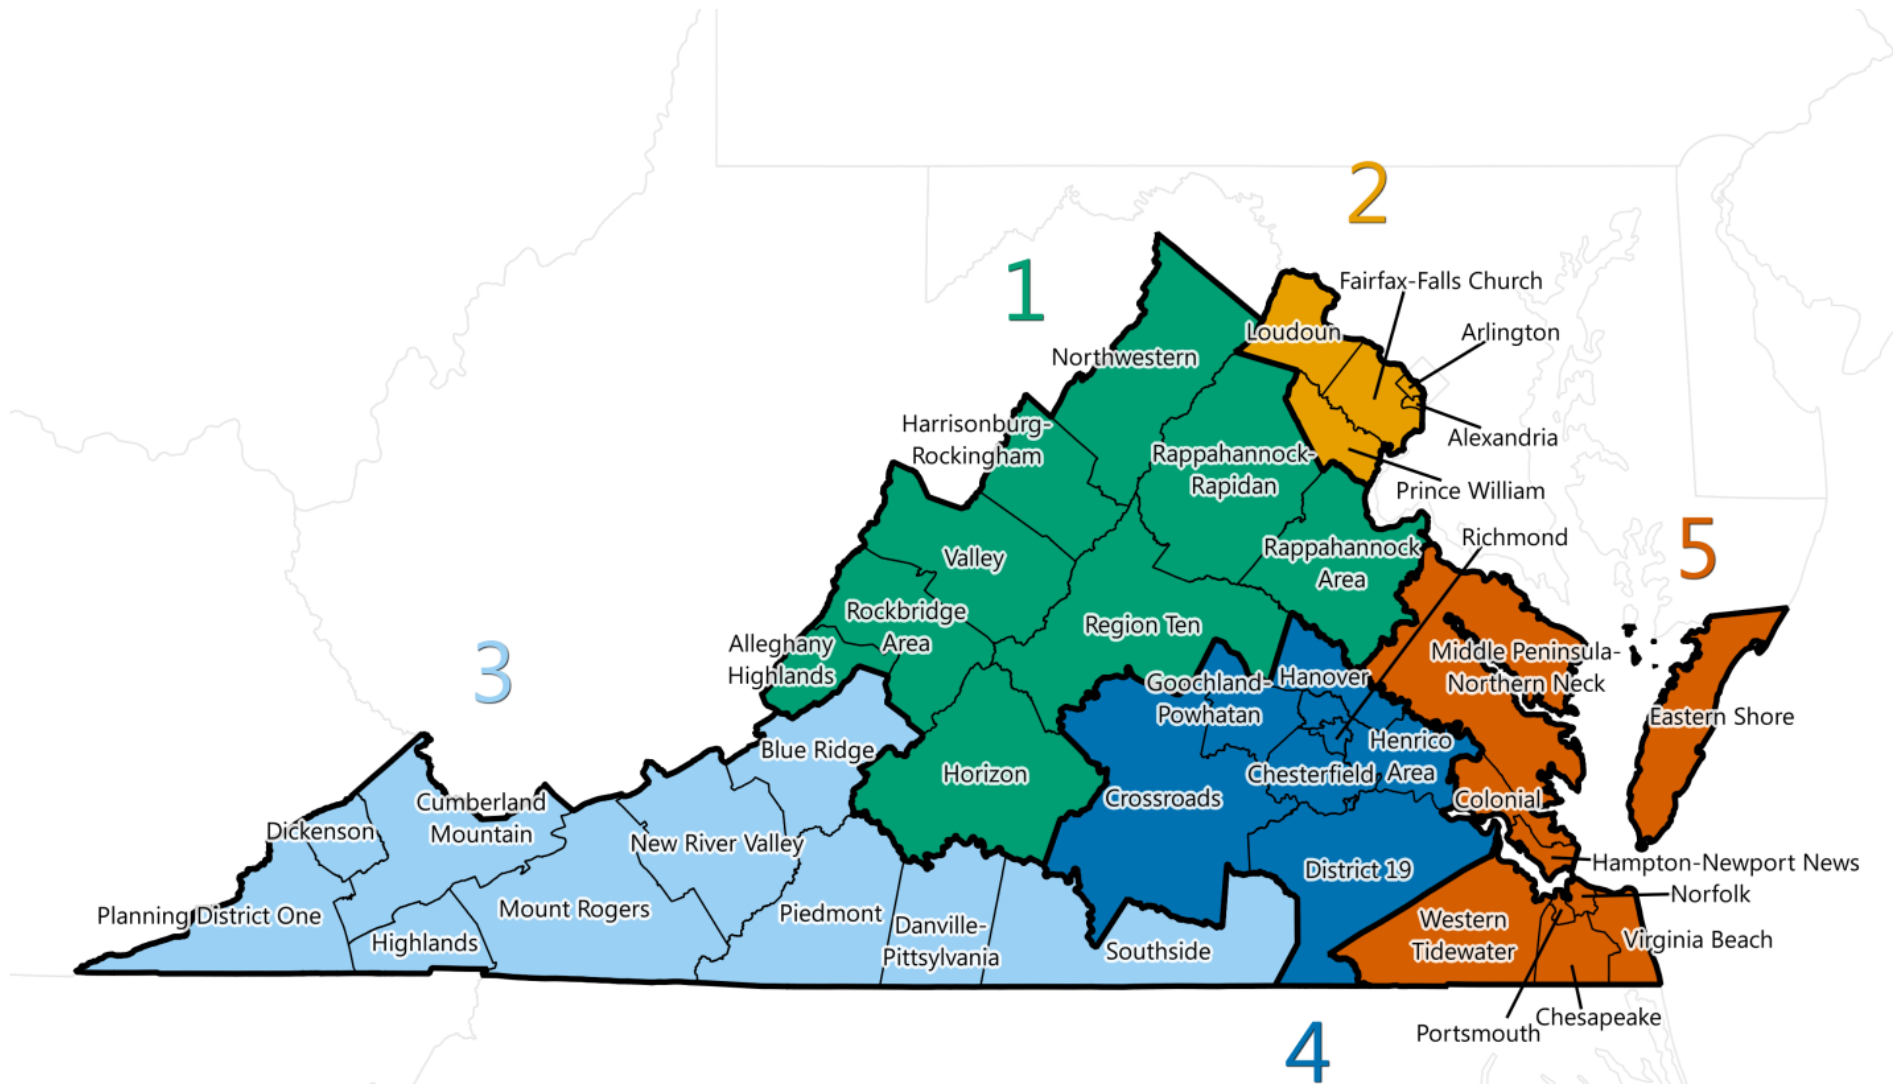 2
1
Fairfax-Falls Church
Loudoun
Arlington
Northwestern
Harrisonburg-
Rockingham
Alexandria
Rappahannock-
Rapidan
Prince William
Richmond
5
Valley
Rappahannock
Area
Rockbridge
Area
Region Ten
Alleghany
Highlands
3
Middle Peninsula-
Northern Neck
Hanover
Goochland-
Powhatan
Eastern Shore
Blue Ridge
Henrico
Area
Horizon
Chesterfield
Crossroads
Colonial
Cumberland
Mountain
Dickenson
New River Valley
Hampton-Newport News
District 19
Norfolk
Planning District One
Mount Rogers
Piedmont
Highlands
Danville-
Pittsylvania
Southside
Western
Tidewater
Virginia Beach
Chesapeake
Portsmouth
4